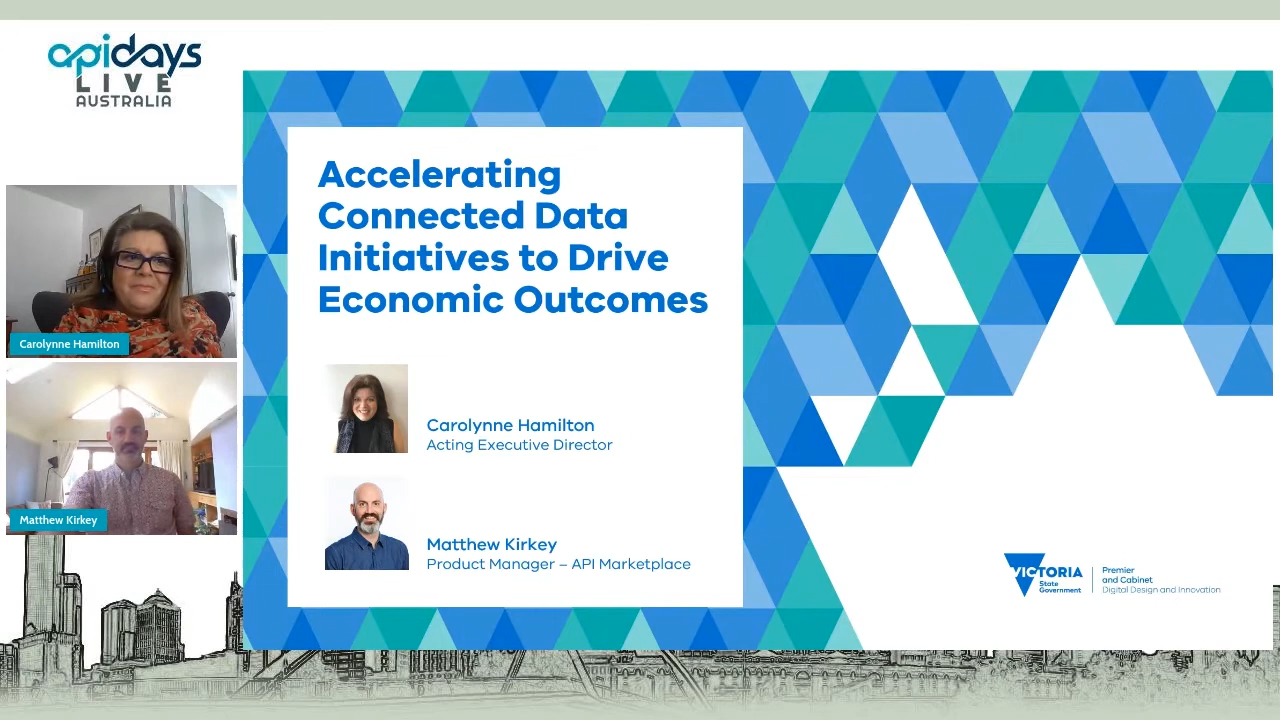 apidays
LIVE
AUSTRALIA
Carolynne Hamilton
Matthew Kirkey
Accelerating
Connected Data
Initiatives to Drive
Economic Outcomes
Carolynne Hamilton
Acting Executive Director
Matthew Kirkey
Product Manager – API Marketplace
VICTORIA
State
Government
Premier
and Cabinet
Digital Design and Innovation